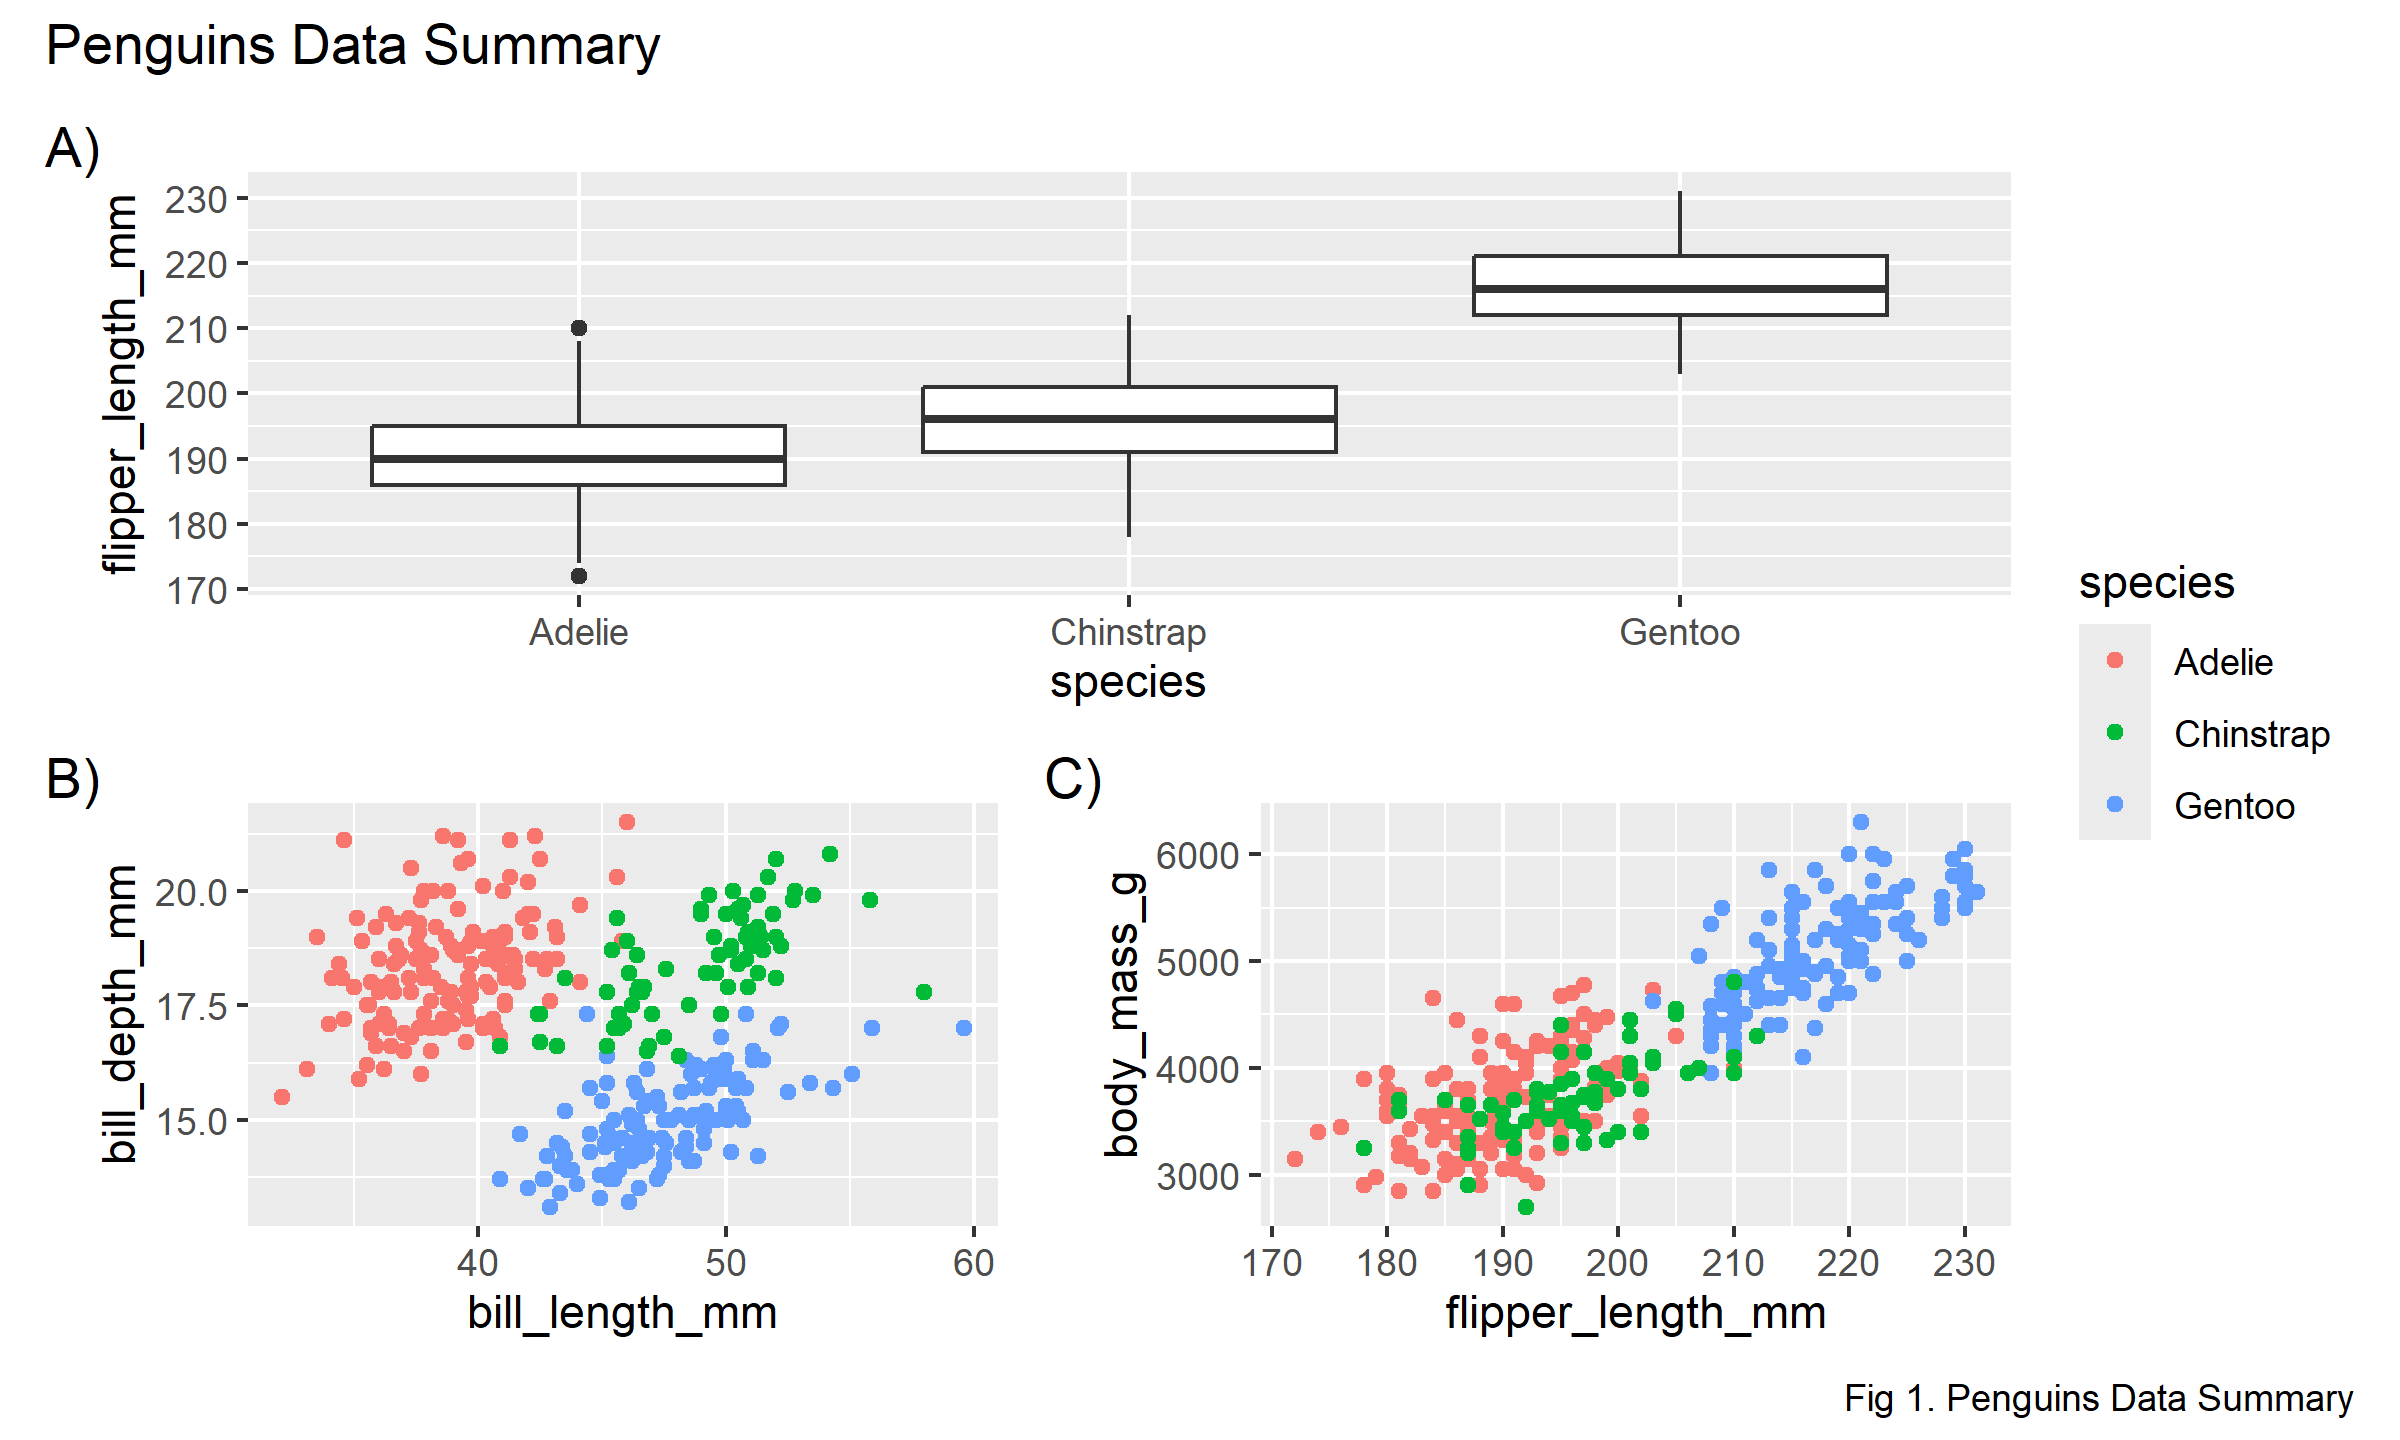 Penguins Data Summary
A)
flipper_length_mm
230
220
210
200
190
180
170
Adelie Chinstrap Gentoo
species
species
Adelie
Chinstrap
Gentoo
B)
bill_depth_mm
20.0
17.5
15.0
40 50 60
bill_length_mm
C)
body_mass_g
6000
5000
4000
3000
170 180 190 200 210 220 230
flipper_length_mm
Fig 1. Penguins Data Summary